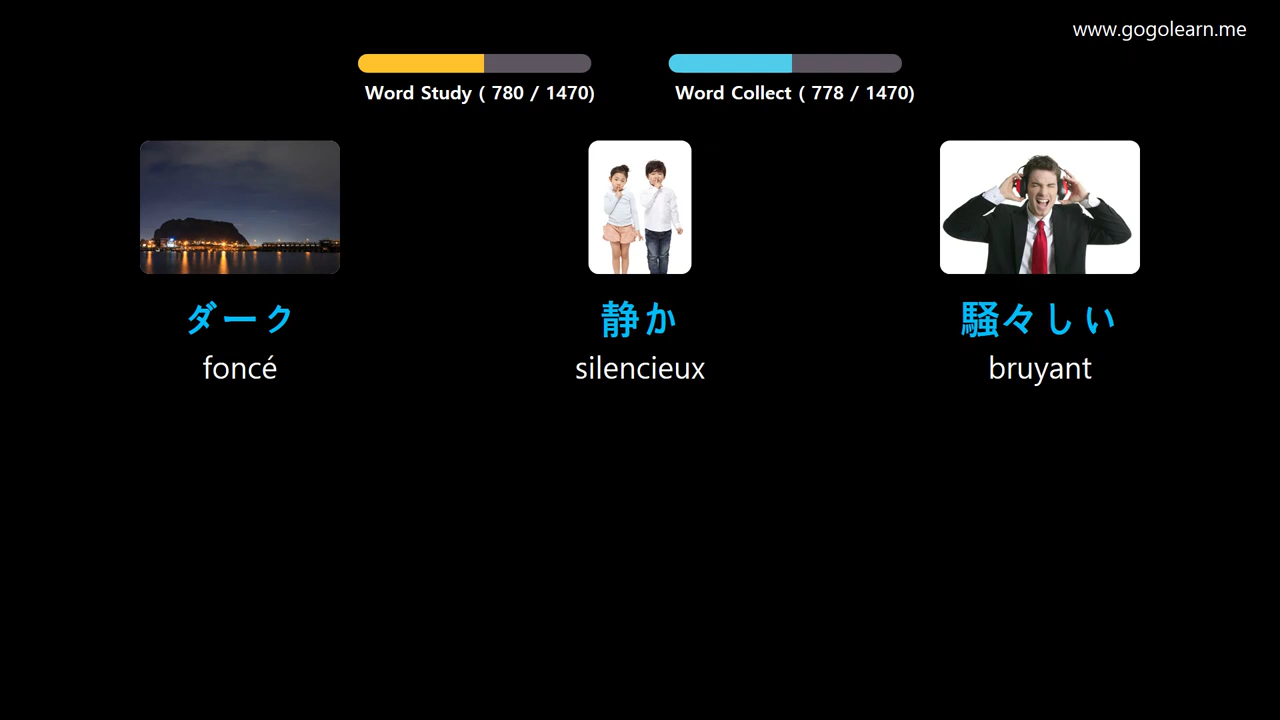 www.gogolearn.me
Word Study ( 780 / 1470)
Word Collect ( 778 / 1470)
ダーク
foncé
静か
silencieux
騒々しい
bruyant